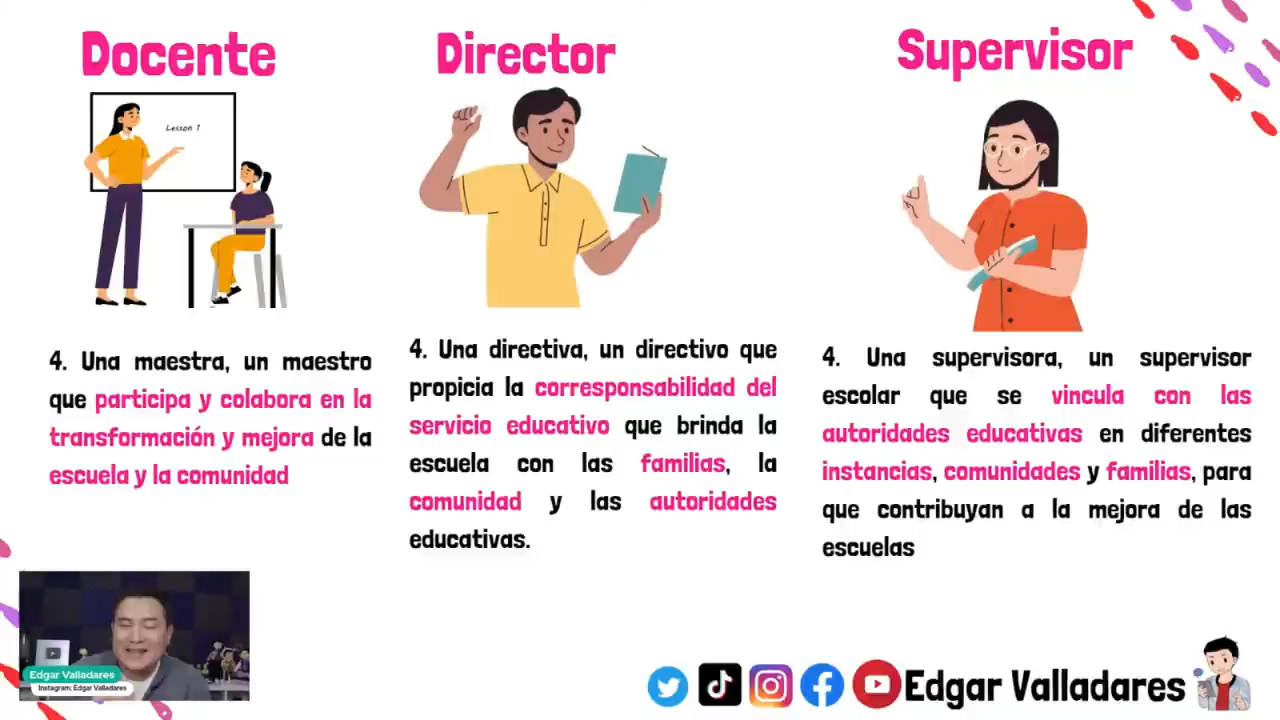 Docente
Director
Supervisor
Lesson 1
4. Una maestra, un maestro
que participa y colabora en la
transformación y mejora de la
escuela y la comunidad
4. Una directiva, un directivo que
propicia la corresponsabilidad del
servicio educativo que brinda la
escuela con las familias, la
comunidad y las autoridades
educativas.
4. Una supervisora, un supervisor
escolar que se vincula con las
autoridades educativas en diferentes
instancias, comunidades y familias, para
que contribuyan a la mejora de las
escuelas
Edgar Valladares
Instagram: Edgar Valladares
Edgar Valladares